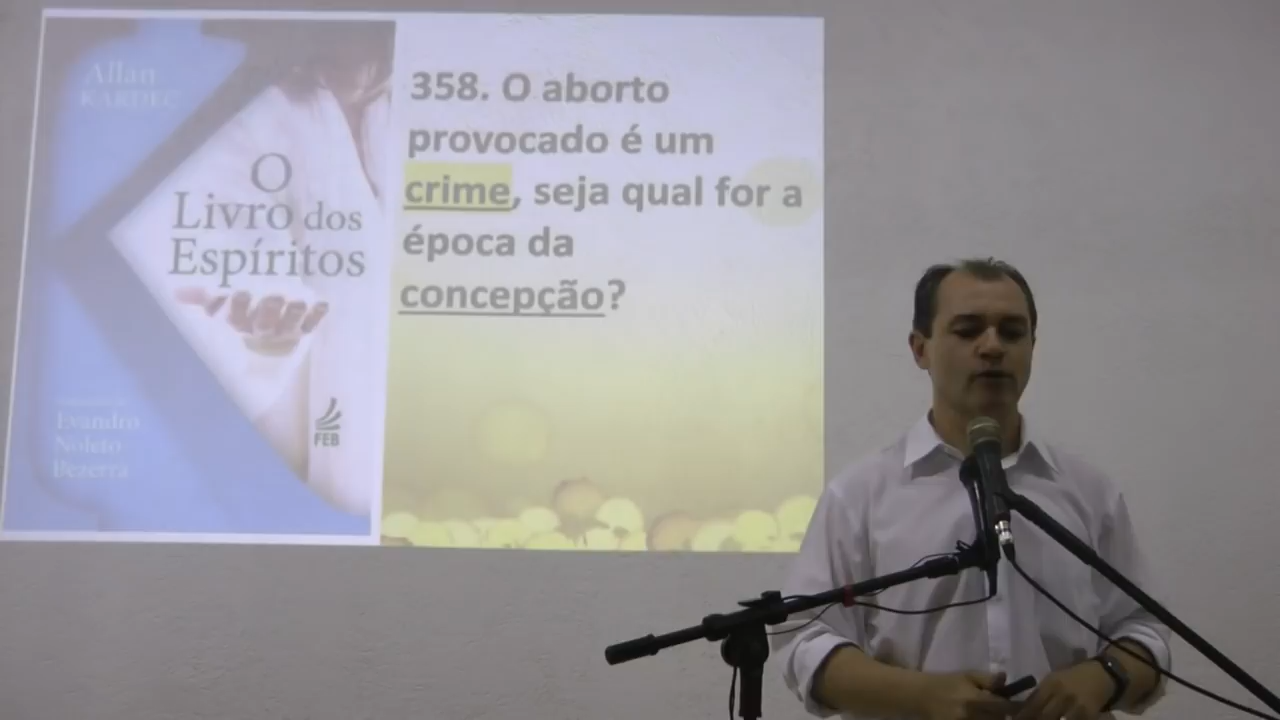 Allan
KARDEC
O
Livro dos
Espíritos
Evandro
Noleto
Bezerra
FEB
358. O aborto
provocado é um
crime, seja qual for a
época da
concepção?